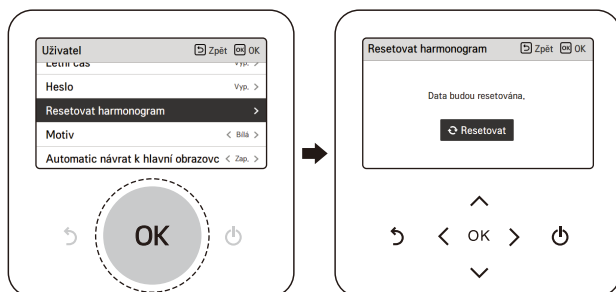 Uživatel Zpět OK OK
Letní čas Vyp.
Heslo Vyp.
Resetovat harmonogram
Motiv Bílá
Automatic návrat k hlavní obrazovc Zap.
OK
Resetovat harmonogram Zpět OK OK
Data budou resetována,
Resetovat
OK